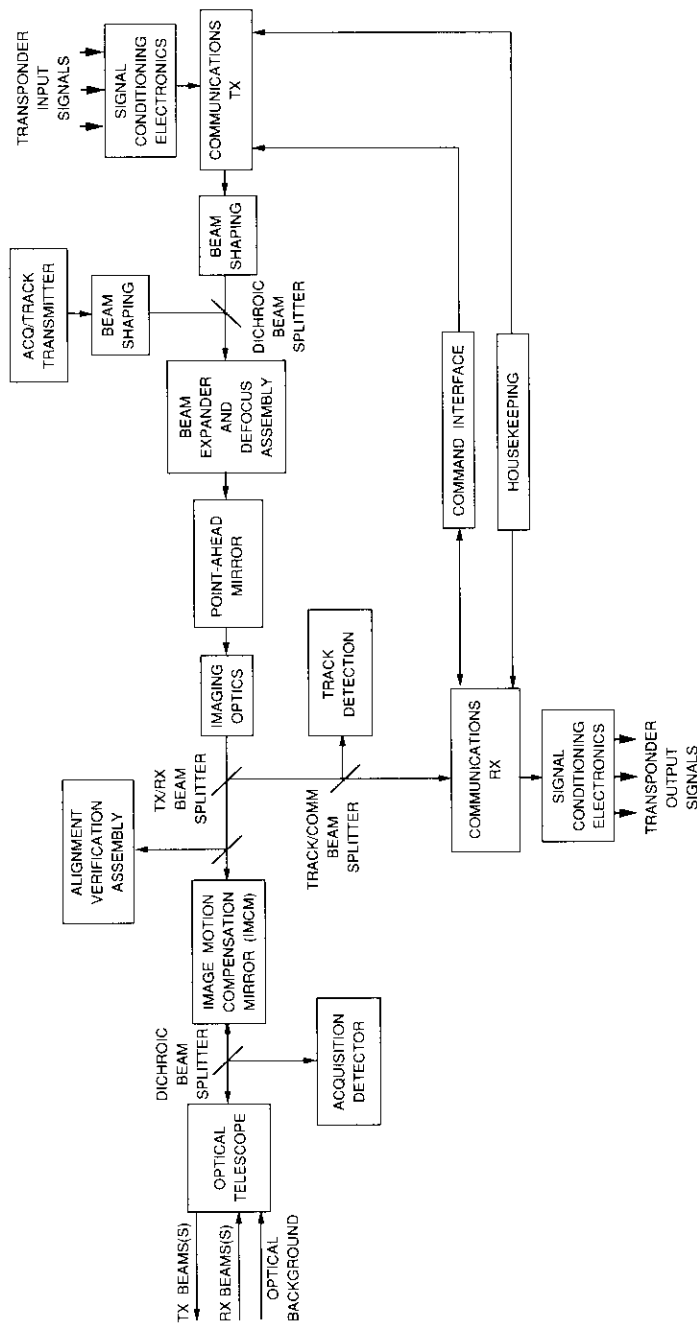 TRANSPONDER
INPUT
SIGNALS
SIGNAL
CONDITIONING
ELECTRONICS
COMMUNICATIONS
TX
BEAM
SHAPING
ACQ/TRACK
TRANSMITTER
BEAM
SHAPING
DICHROIC
BEAM
SPLITTER
BEAM
EXPANDER
AND
DEFOCUS
ASSEMBLY
POINT-AHEAD
MIRROR
IMAGING
OPTICS
TX/RX
BEAM
SPLITTER
ALIGNMENT
VERIFICATION
ASSEMBLY
IMAGE MOTION
COMPENSATION
MIRROR (IMCM)
DICHROIC
BEAM
SPLITTER
OPTICAL
TELESCOPE
TX BEAMS(S)
RX BEAMS(S)
OPTICAL
BACKGROUND
ACQUISITION
DETECTOR
TRACK/COMM
BEAM
SPLITTER
TRACK
DETECTION
COMMUNICATIONS
RX
SIGNAL
CONDITIONING
ELECTRONICS
TRANSPONDER
OUTPUT
SIGNALS
COMMAND INTERFACE
HOUSEKEEPING